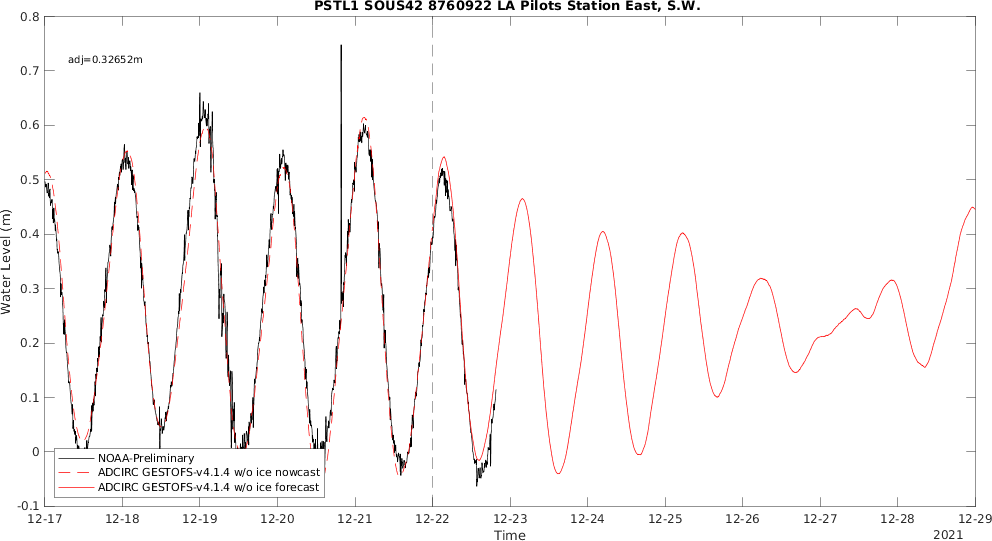 PSTL1 SOUS42 8760922 LA Pilots Station East, S.W.
adj=0.32652m
0.8
0.7
0.6
0.5
0.4
0.3
0.2
0.1
0
-0.1
Water Level (m)
NOAA-Preliminary
ADCIRC GESTOFS-v4.1.4 w/o ice nowcast
ADCIRC GESTOFS-v4.1.4 w/o ice forecast
12-17 12-18 12-19 12-20 12-21 12-22 12-23 12-24 12-25 12-26 12-27 12-28 12-29
Time
2021